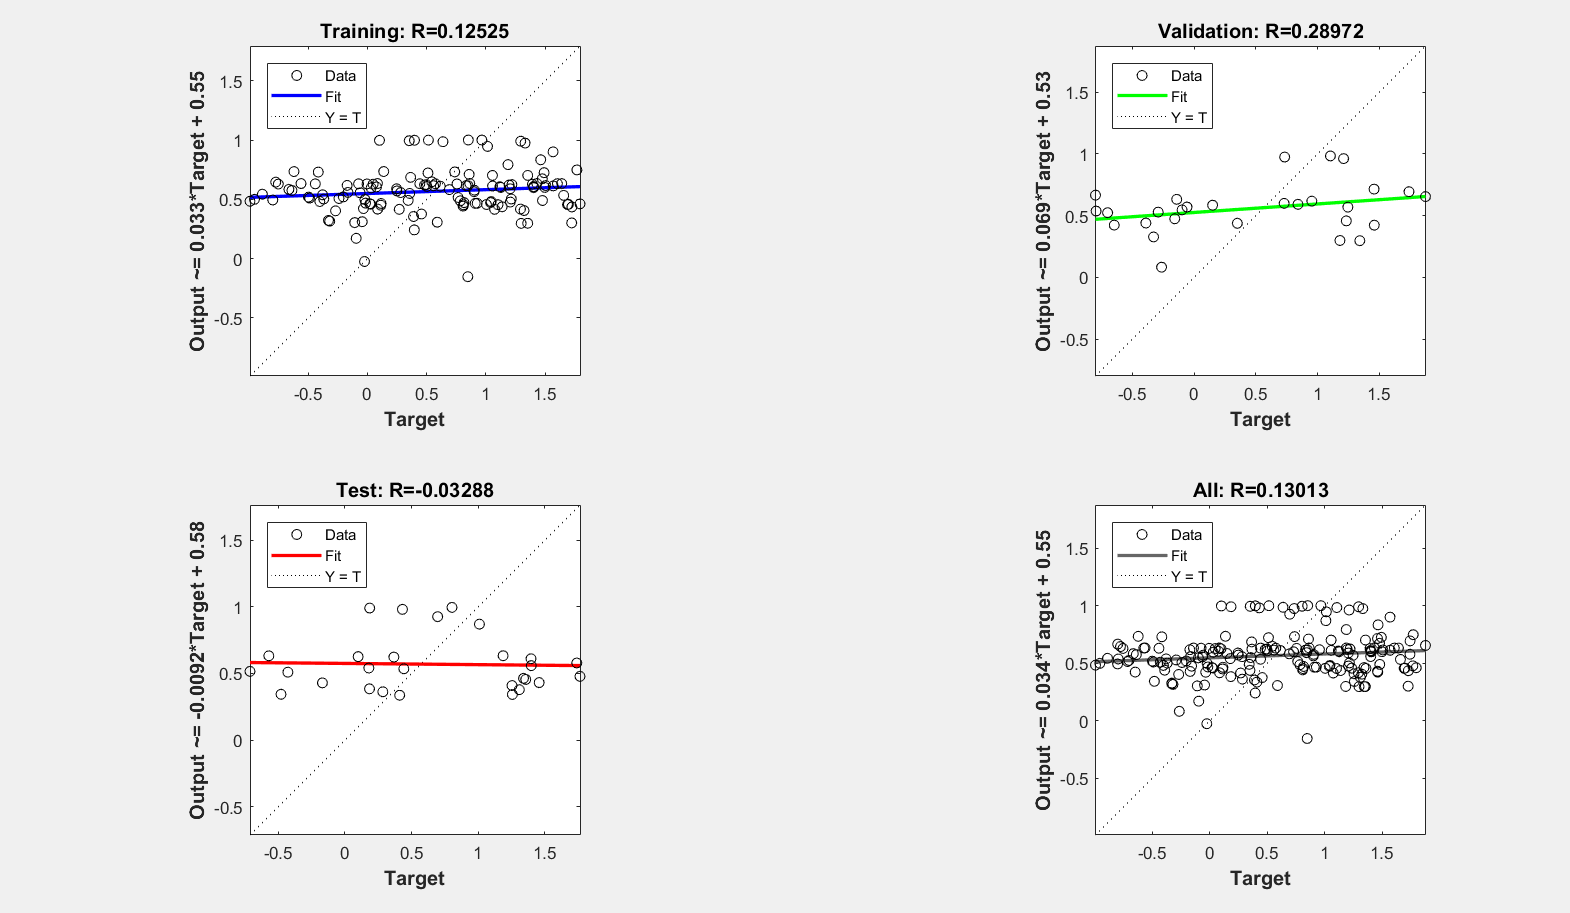 Training: R=0.12525
Output ~= 0.033*Target + 0.55
Data
Fit
Y = T
1.5
1
0.5
0
-0.5
-0.5 0 0.5 1 1.5
Target
Validation: R=0.28972
Output ~= 0.069*Target + 0.53
Data
Fit
Y = T
1.5
1
0.5
0
-0.5
-0.5 0 0.5 1 1.5
Target
Test: R=-0.03288
Output ~= -0.0092*Target + 0.58
Data
Fit
Y = T
1.5
1
0.5
0
-0.5
-0.5 0 0.5 1 1.5
Target
All: R=0.13013
Output ~= 0.034*Target + 0.55
Data
Fit
Y = T
1.5
1
0.5
0
-0.5
-0.5 0 0.5 1 1.5
Target